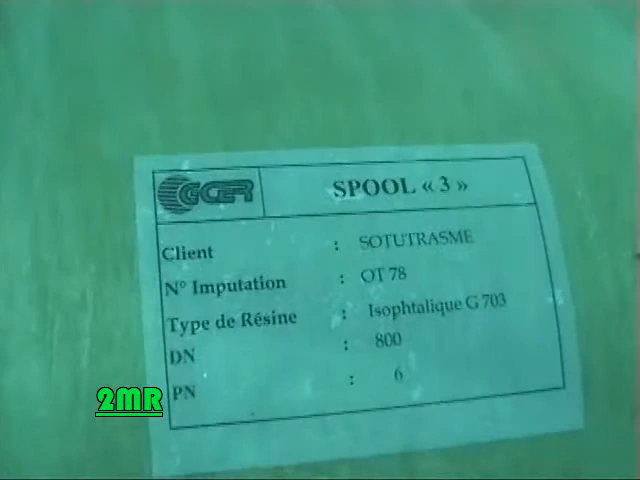 GCER
SPOOL « 3 »
Client : SOTUTRASME
N° Imputation : OT 78
Type de Résine : Isophtalique G 703
DN : 800
PN : 6
2MR